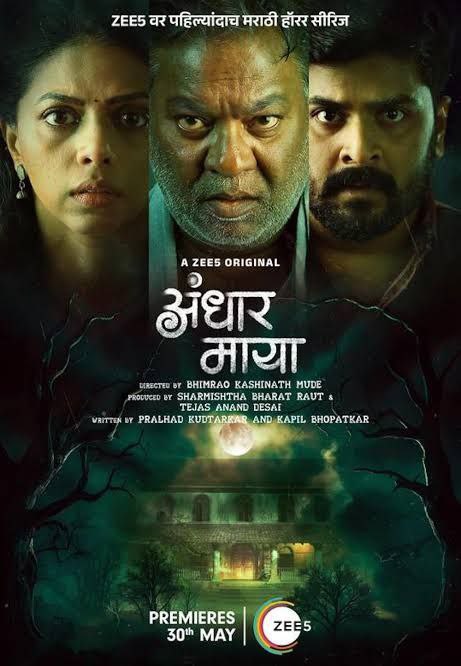 ZEE5 वर पहिल्यांदाच मराठी हॉरर सीरिज
A ZEE5 ORIGINAL
अंधार
माया
DIRECTED BY BHIMRAO KASHINATH MUDE
PRODUCED BY SHARMISHTHA BHARAT RAUT &
TEJAS ANAND DESAI
WRITTEN BY PRALHAD KUDTARKAR AND KAPIL BHOPATKAR
PREMIERES
30TH MAY
ZEE5